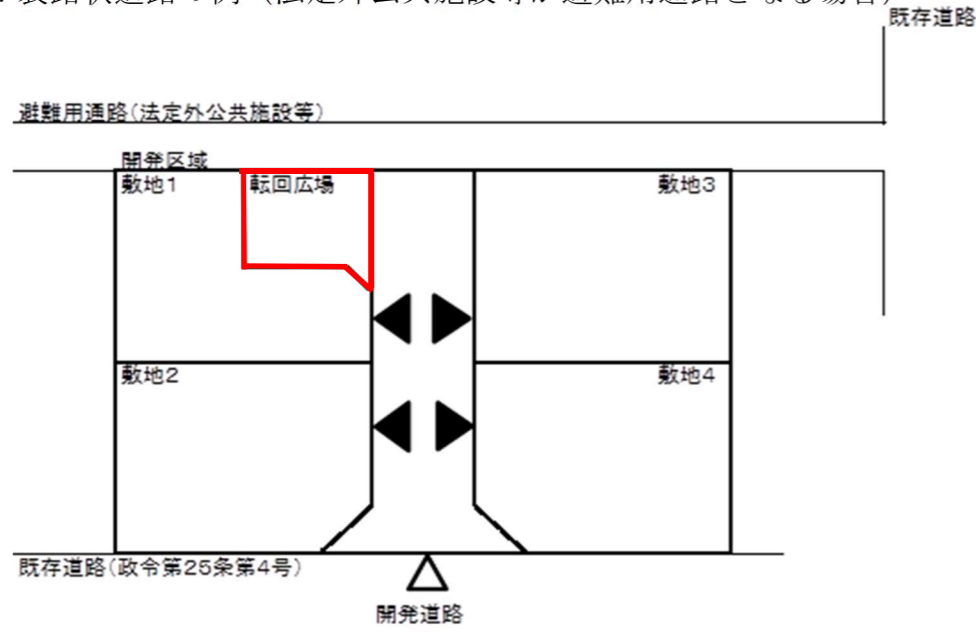 袋路状道路の例（法定外公共施設等が避難用通路となる場合）
既存道路
避難用通路(法定外公共施設等)
開発区域
敷地1
転回広場
敷地3
敷地2
敷地4
既存道路(政令第25条第4号)
開発道路